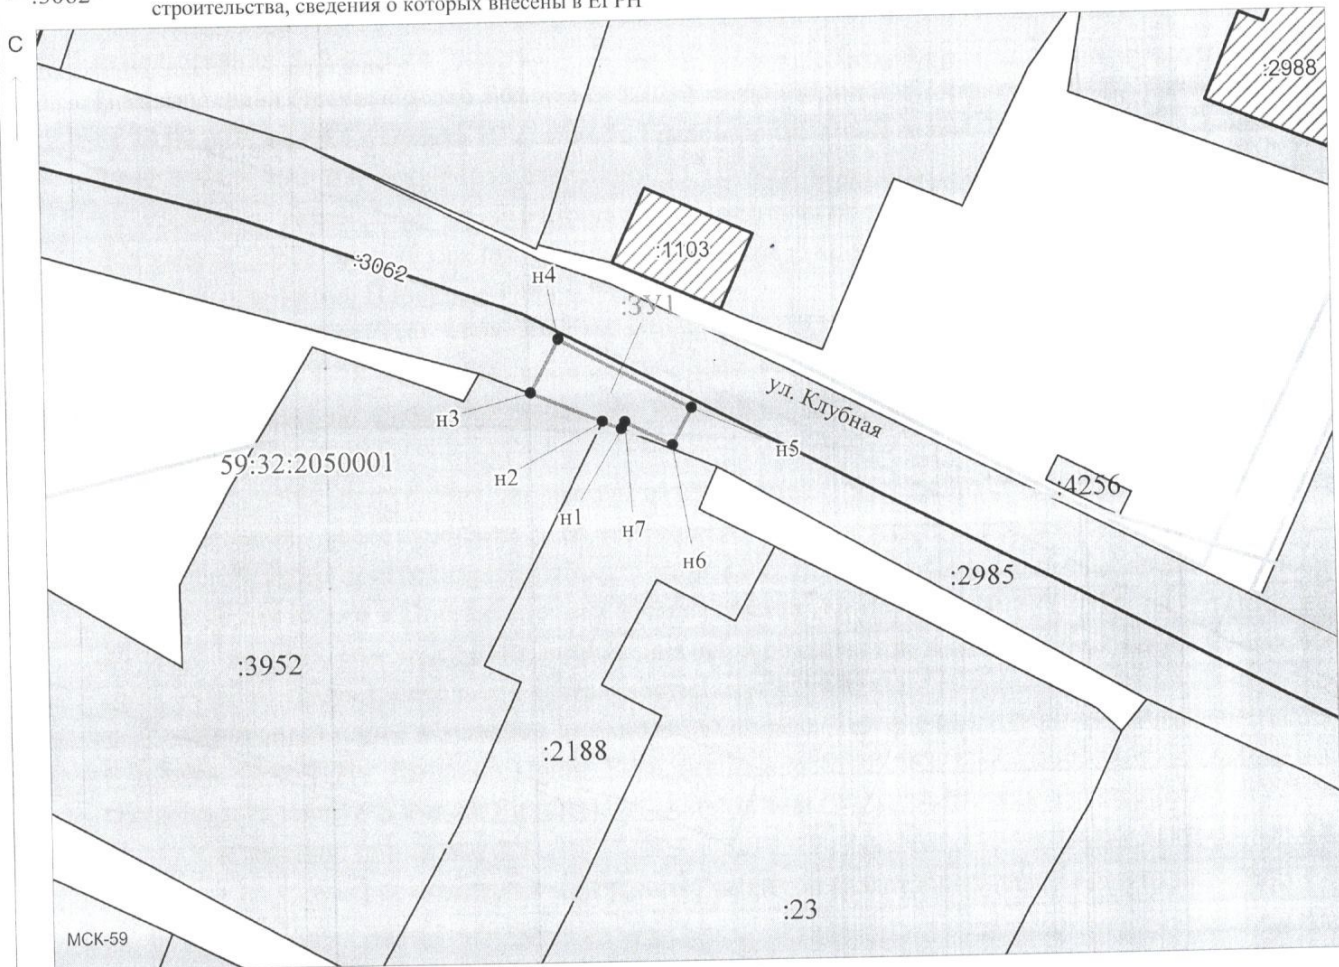 :3062 строительства, сведения о которых внесены в ЕГРН
С
:2988
:1103
:3062
н4
:ЗУ1
ул. Клубная
н3
н5
59:32:2050001
н2
:4256
н1
н7
н6
:2985
:3952
:2188
:23
МСК-59